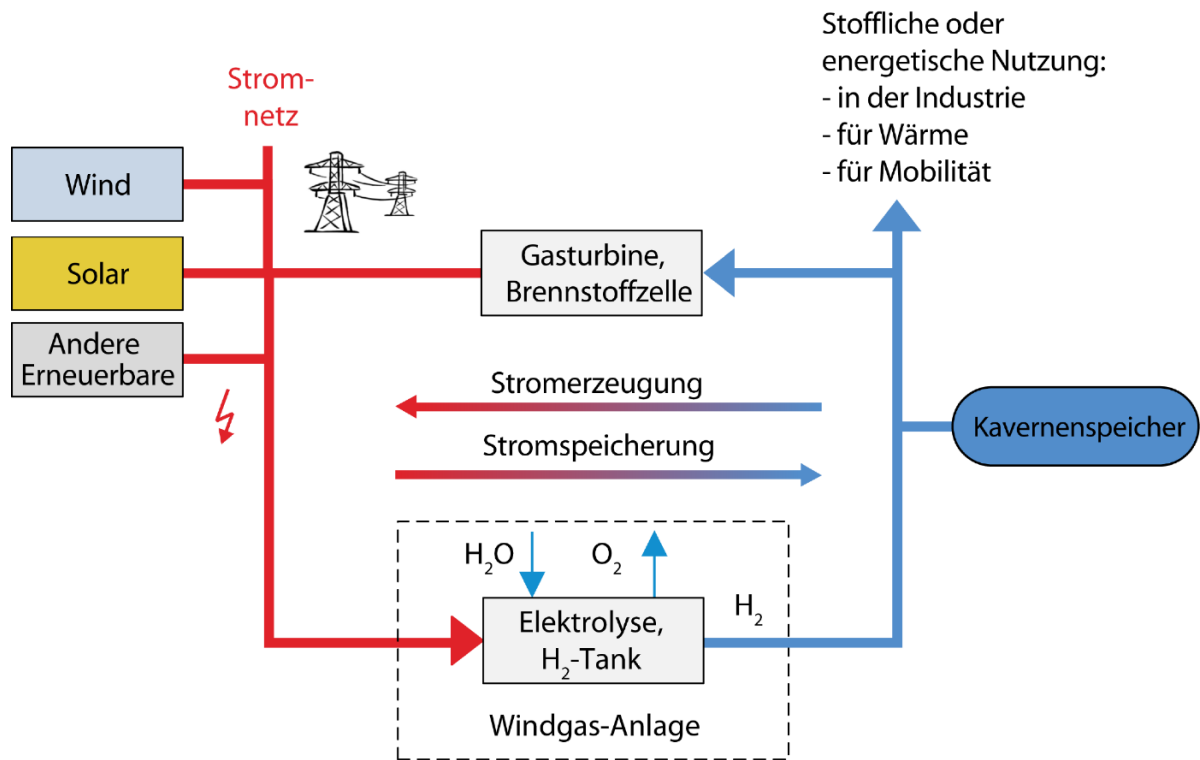 Stoffliche oder
energetische Nutzung:
- in der Industrie
- für Wärme
- für Mobilität
Strom-
netz
Wind
Solar
Andere
Erneuerbare
Gasturbine,
Brennstoffzelle
Stromerzeugung
Stromspeicherung
Kavernenspeicher
H₂O
O₂
H₂
Elektrolyse,
H₂-Tank
Windgas-Anlage